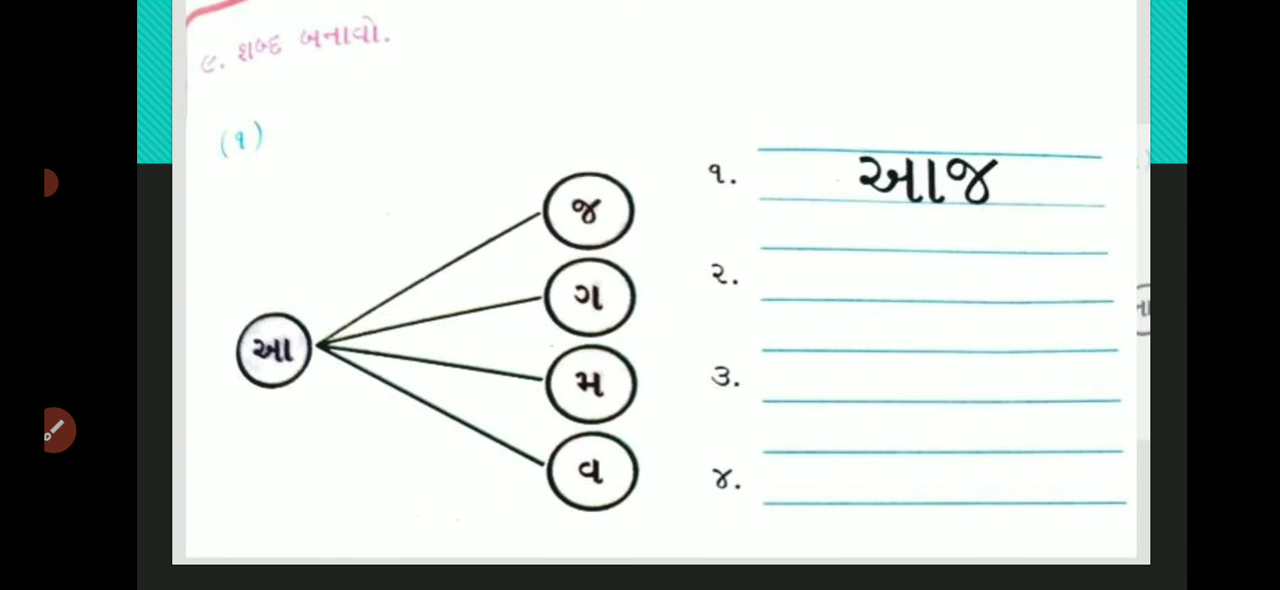 ૯. શબ્દ બનાવો.
(૧)
જ
ગ
આ
મ
વ
૧. આજ
૨.
૩.
૪.